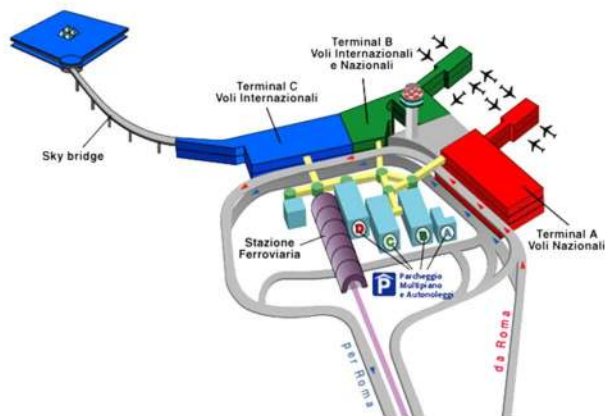 Terminal B
Voli Internazionali
e Nazionali
Terminal C
Voli Internazionali
Sky bridge
Terminal A
Voli Nazionali
Stazione
Ferroviaria
D
C
B
A
P
Parcheggio
Multipiano
e Autonoleggi
per Roma
da Roma